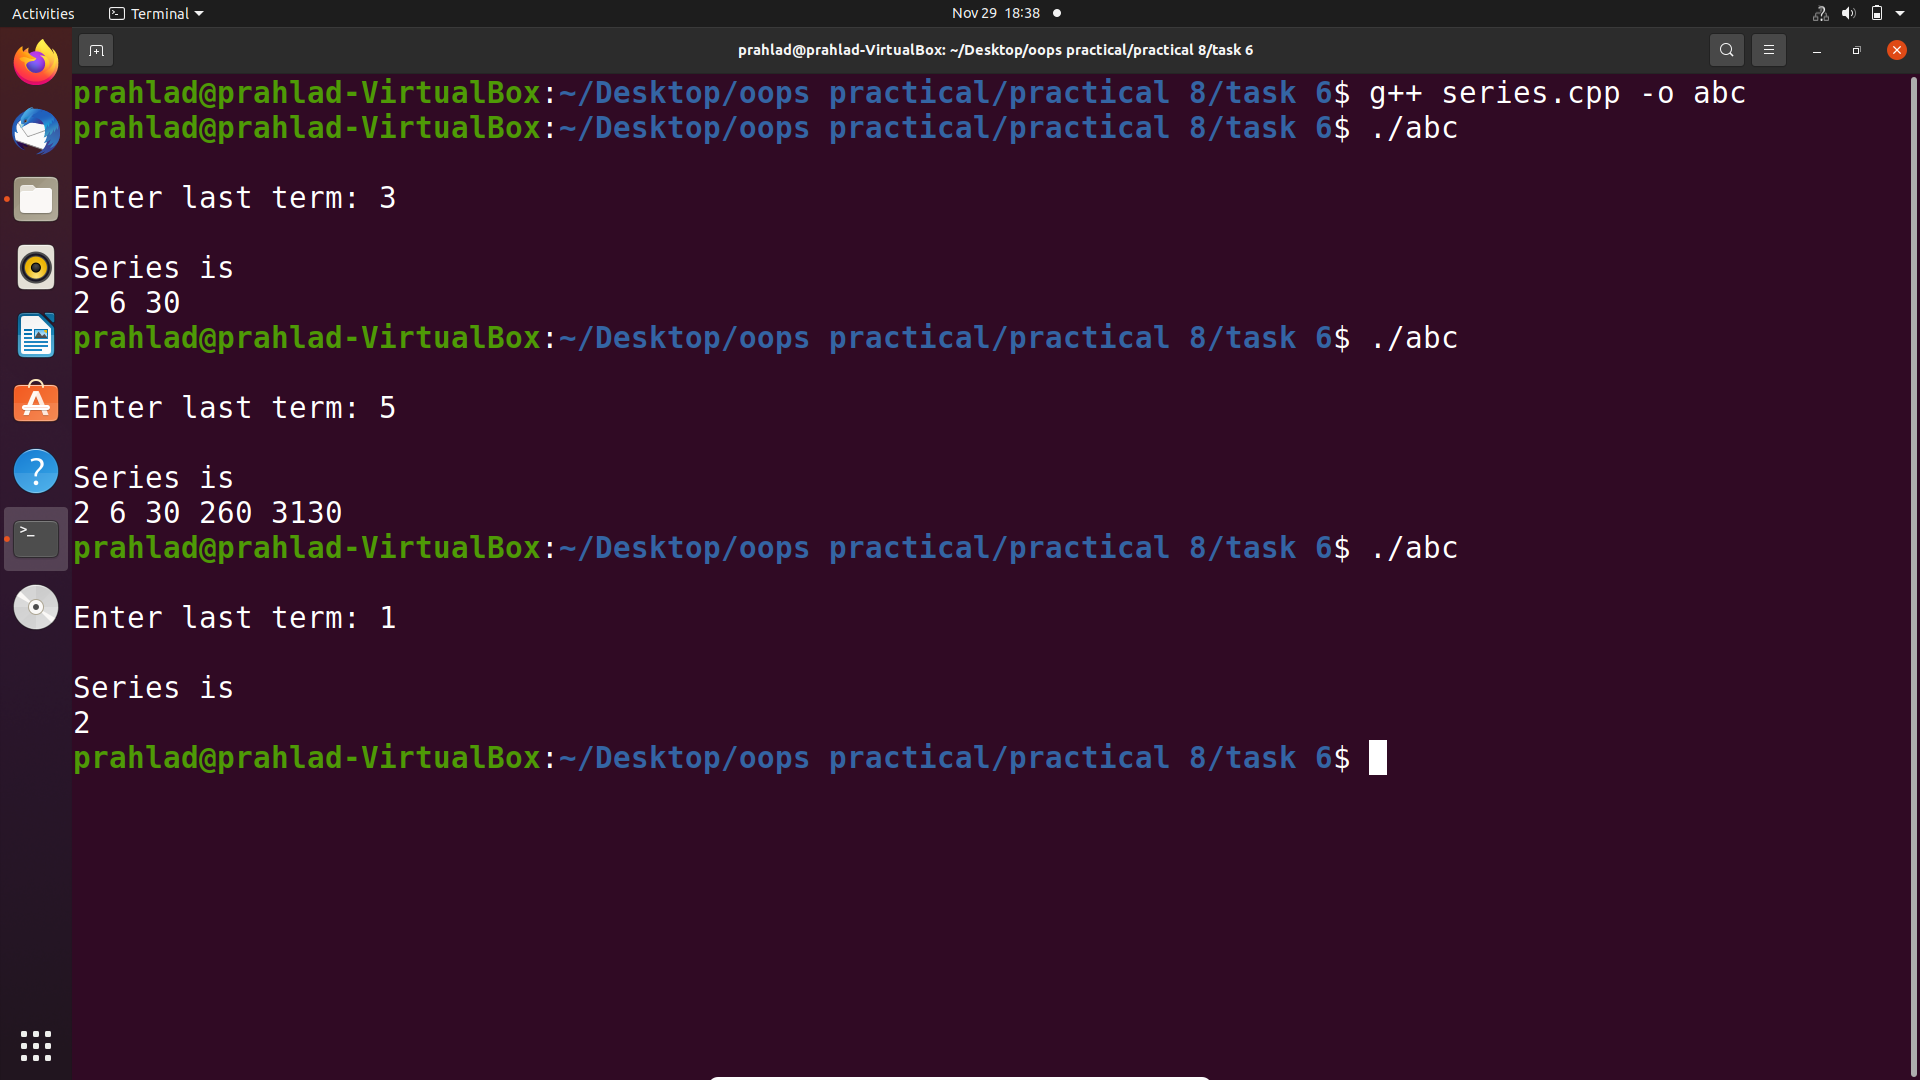 Activities Terminal Nov 29 18:38
prahlad@prahlad-VirtualBox: ~/Desktop/oops practical/practical 8/task 6
prahlad@prahlad-VirtualBox:~/Desktop/oops practical/practical 8/task 6$ g++ series.cpp -o abc
prahlad@prahlad-VirtualBox:~/Desktop/oops practical/practical 8/task 6$ ./abc
Enter last term: 3
Series is
2 6 30
prahlad@prahlad-VirtualBox:~/Desktop/oops practical/practical 8/task 6$ ./abc
Enter last term: 5
Series is
2 6 30 260 3130
prahlad@prahlad-VirtualBox:~/Desktop/oops practical/practical 8/task 6$ ./abc
Enter last term: 1
Series is
2
prahlad@prahlad-VirtualBox:~/Desktop/oops practical/practical 8/task 6$